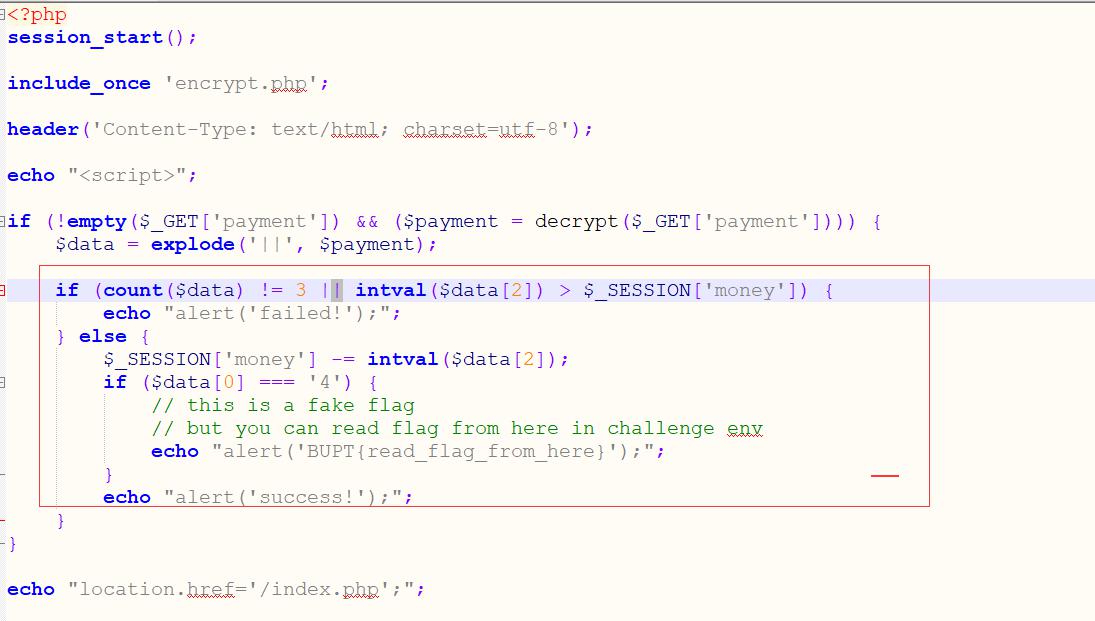 <?php
session_start();
include_once 'encrypt.php';
header('Content-Type: text/html; charset=utf-8');
echo "<script>";
if (!empty($_GET['payment']) && ($payment = decrypt($_GET['payment']))) {
$data = explode('||', $payment);
if (count($data) != 3 || intval($data[2]) > $_SESSION['money']) {
echo "alert('failed!');";
} else {
$_SESSION['money'] -= intval($data[2]);
if ($data[0] === '4') {
// this is a fake flag
// but you can read flag from here in challenge env
echo "alert('BUPT{read_flag_from_here}');";
}
echo "alert('success!');";
}
}
echo "location.href='/index.php';";